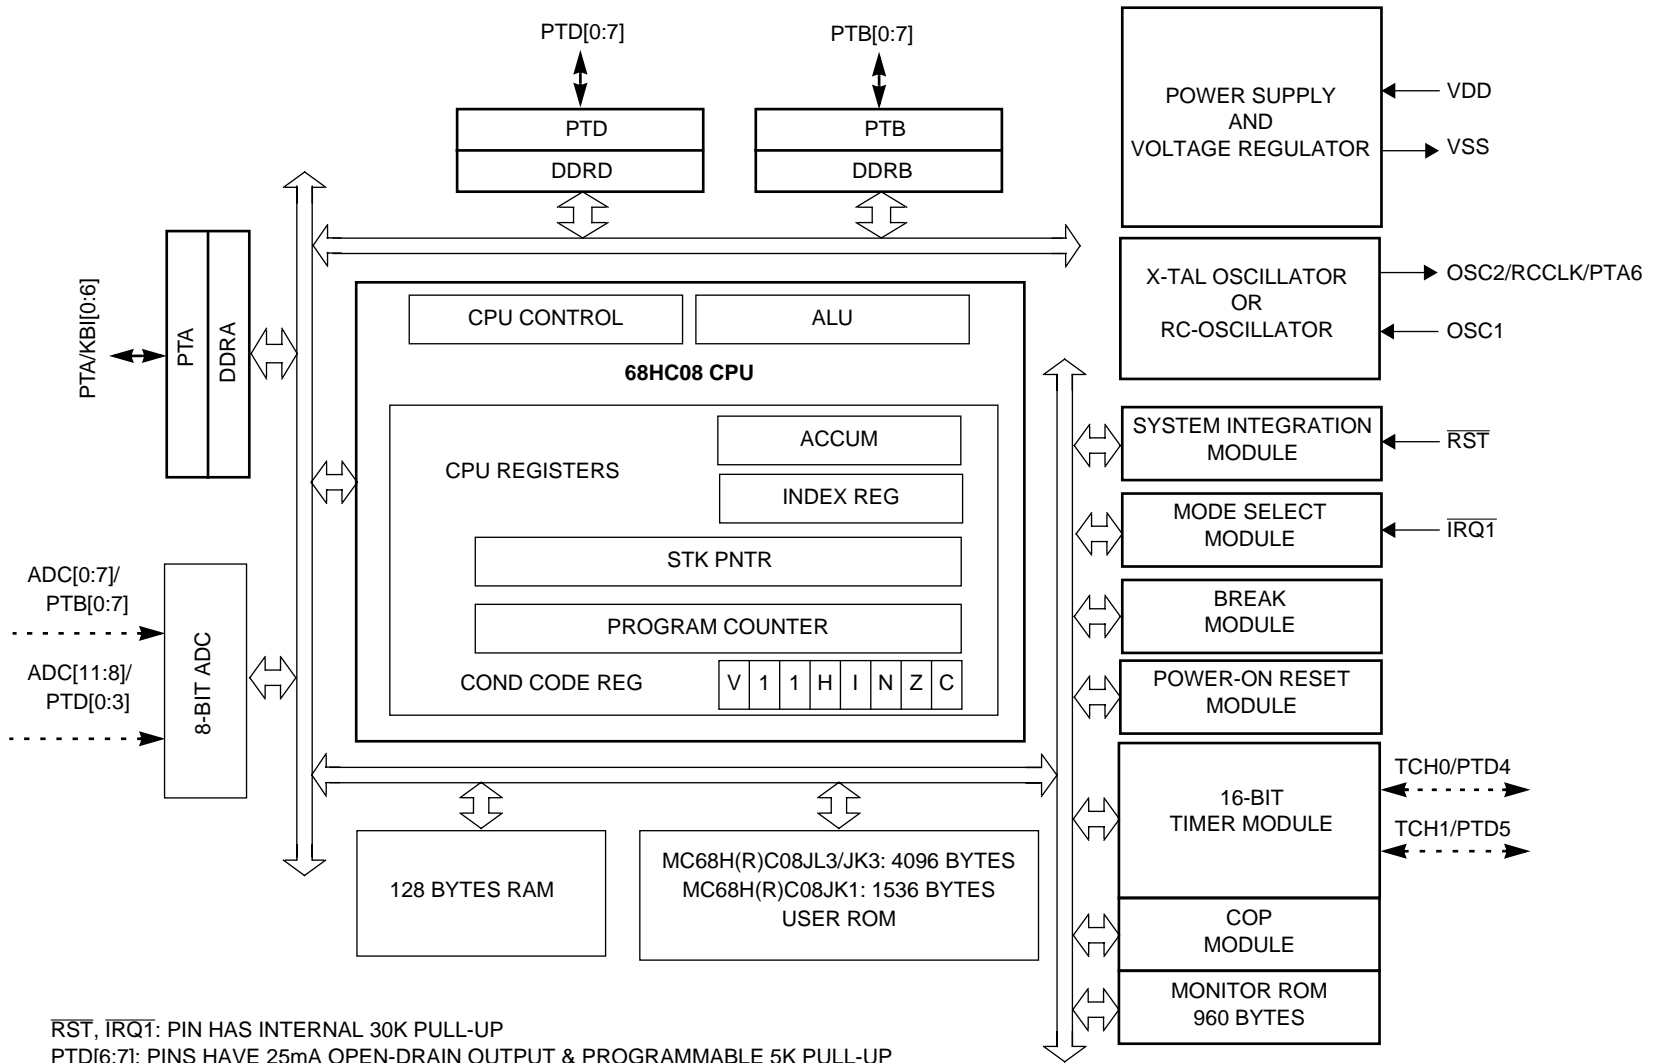 PTD[0:7]
PTB[0:7]
PTD
DDRD
PTB
DDRB
POWER SUPPLY
AND
VOLTAGE REGULATOR
VDD
VSS
X-TAL OSCILLATOR
OR
RC-OSCILLATOR
OSC2/RCCLK/PTA6
OSC1
PTA/KBI[0:6]
PTA
DDRA
CPU CONTROL
ALU
68HC08 CPU
CPU REGISTERS
ACCUM
INDEX REG
STK PNTR
PROGRAM COUNTER
COND CODE REG
V 1 1 H I N Z C
SYSTEM INTEGRATION
MODULE
RST
MODE SELECT
MODULE
IRQ1
BREAK
MODULE
POWER-ON RESET
MODULE
ADC[0:7]/
PTB[0:7]
ADC[11:8]/
PTD[0:3]
8-BIT ADC
16-BIT
TIMER MODULE
TCH0/PTD4
TCH1/PTD5
128 BYTES RAM
MC68H(R)C08JL3/JK3: 4096 BYTES
MC68H(R)C08JK1: 1536 BYTES
USER ROM
COP
MODULE
MONITOR ROM
960 BYTES
RST, IRQ1: PIN HAS INTERNAL 30K PULL-UP
PTD[6:7]: PINS HAVE 25mA OPEN-DRAIN OUTPUT & PROGRAMMABLE 5K PULL-UP